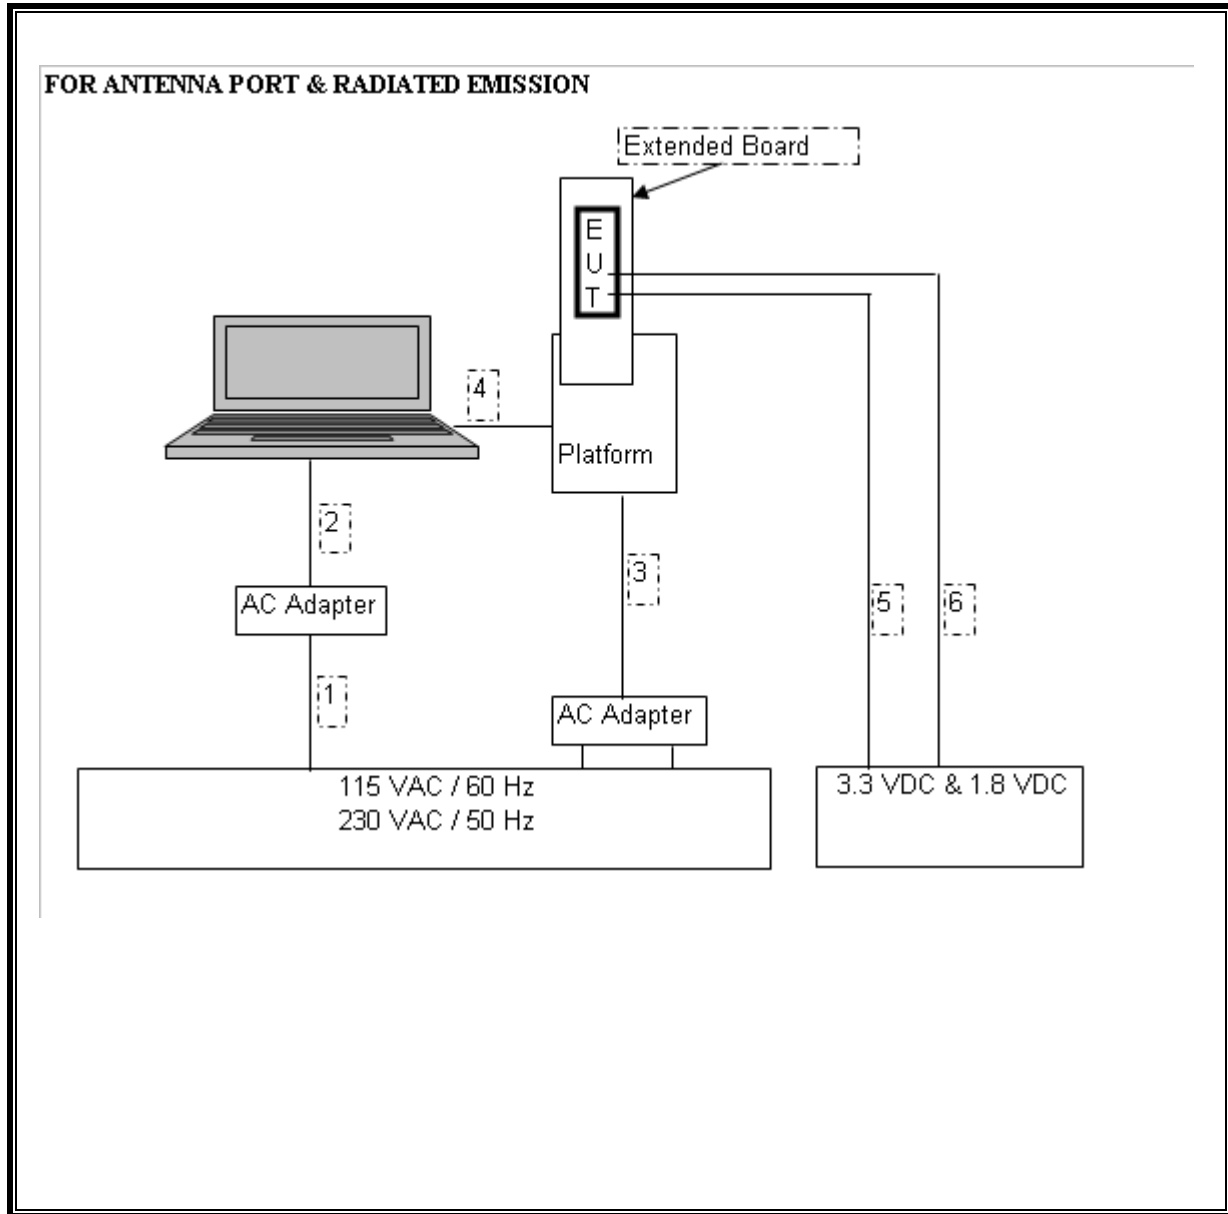 FOR ANTENNA PORT & RADIATED EMISSION
Extended Board
E
U
T
4
Platform
2
3
AC Adapter
5
6
1
AC Adapter
115 VAC / 60 Hz
230 VAC / 50 Hz
3.3 VDC & 1.8 VDC